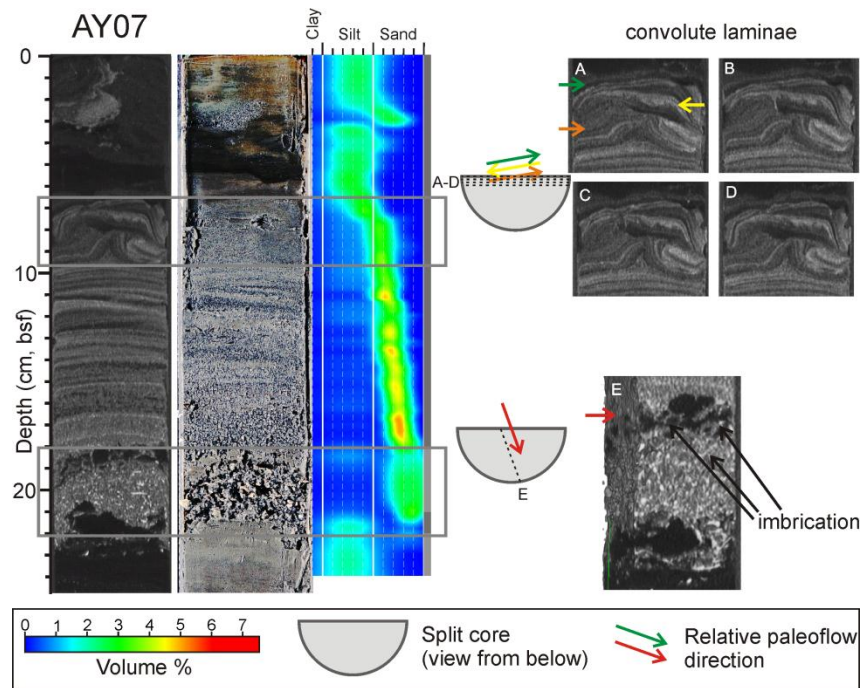 AY07
Clay
Silt
Sand
convolute laminae
0
10
20
Depth (cm, bsf)
A
B
C
D
A-D
E
E
imbrication
0 1 2 3 4 5 6 7
Volume %
Split core
(view from below)
Relative paleoflow
direction